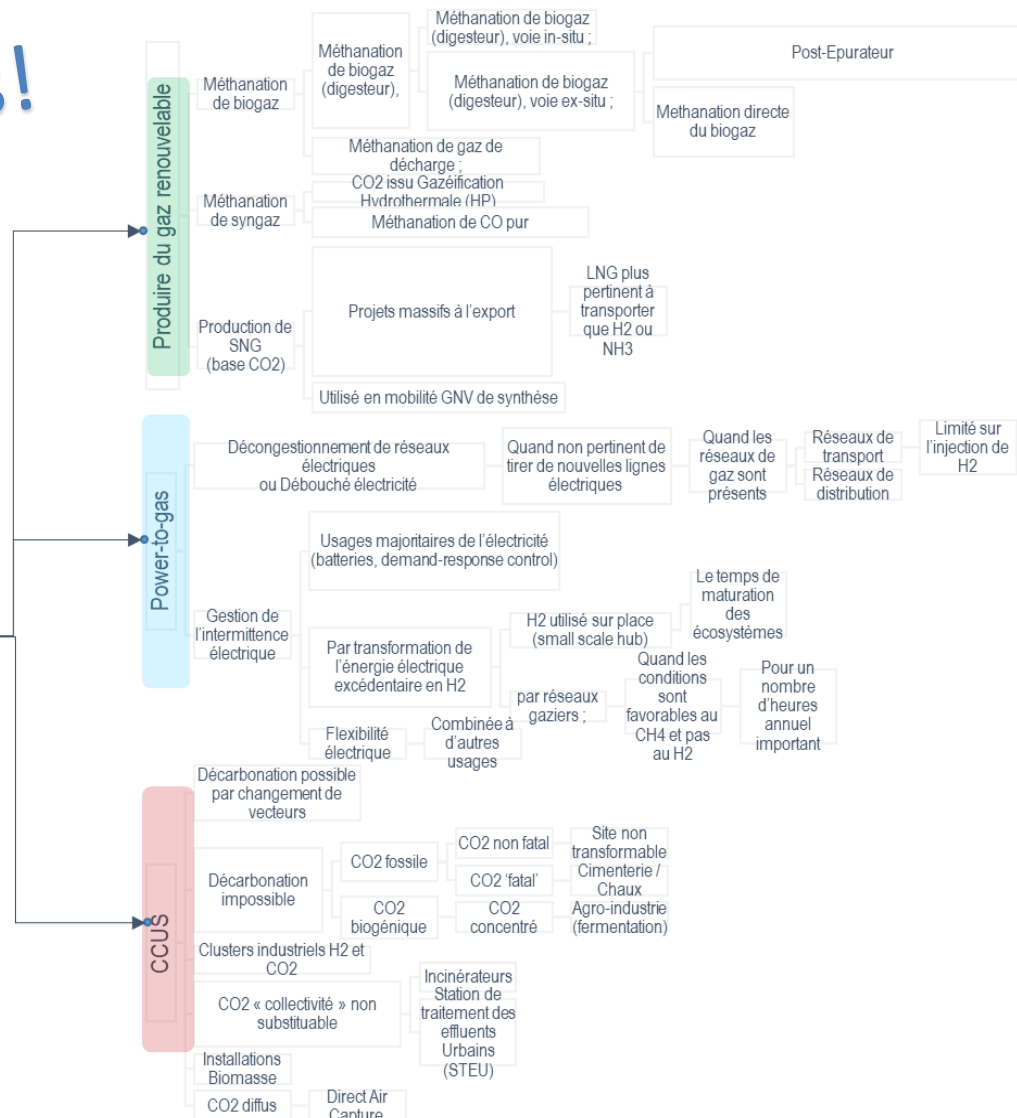 s!
Produire du gaz renouvelable
Méthanation
de biogaz
Méthanation
de biogaz
(digesteur),
Méthanation de biogaz
(digesteur), voie in-situ ;
Méthanation de biogaz
(digesteur), voie ex-situ ;
Post-Epurateur
Methanation directe
du biogaz
Méthanation de gaz de
décharge ;
Méthanation
de syngaz
CO2 issu Gazéification
Hydrothermale (HP)
Méthanation de CO pur
Production de
SNG
(base CO2)
Projets massifs à l'export
LNG plus
pertinent à
transporter
que H2 ou
NH3
Utilisé en mobilité GNV de synthèse
Power-to-gas
Décongestionnement de réseaux
électriques
ou Débouché électricité
Quand non pertinent de
tirer de nouvelles lignes
électriques
Quand les
réseaux de
gaz sont
présents
Réseaux de
transport
Limité sur
l'injection de
H2
Réseaux de
distribution
Gestion de
l'intermittence
électrique
Usages majoritaires de l'électricité
(batteries, demand-response control)
Par transformation de
l'énergie électrique
excédentaire en H2
H2 utilisé sur place
(small scale hub)
Le temps de
maturation
des
écosystèmes
par réseaux
gaziers ;
Quand les
conditions
sont
favorables au
CH4 et pas
au H2
Pour un
nombre
d'heures
annuel
important
Flexibilité
électrique
Combinée à
d'autres
usages
CCUS
Décarbonation possible
par changement de
vecteurs
Décarbonation
impossible
CO2 fossile
CO2 non fatal
Site non
transformable
CO2 'fatal'
Cimenterie /
Chaux
CO2
biogénique
CO2
concentré
Agro-industrie
(fermentation)
Clusters industriels H2 et
CO2
CO2 « collectivité » non
substituable
Incinérateurs
Station de
traitement des
effluents
Urbains
(STEU)
Installations
Biomasse
CO2 diffus
Direct Air
Capture